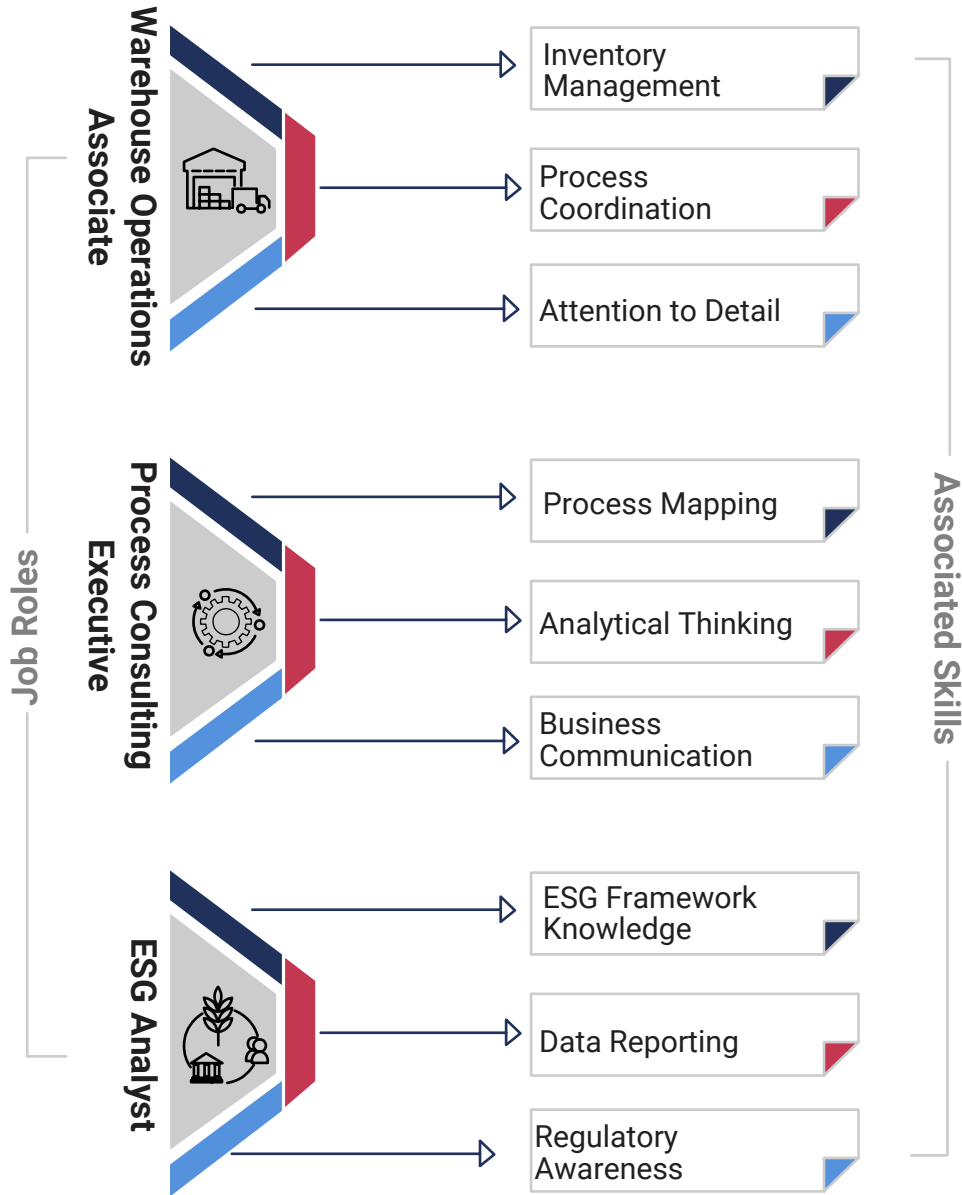 Job Roles
Warehouse Operations
Associate
Inventory
Management
Process
Coordination
Attention to Detail
Process Consulting
Executive
Process Mapping
Analytical Thinking
Business
Communication
ESG Analyst
ESG Framework
Knowledge
Data Reporting
Regulatory
Awareness
Associated Skills